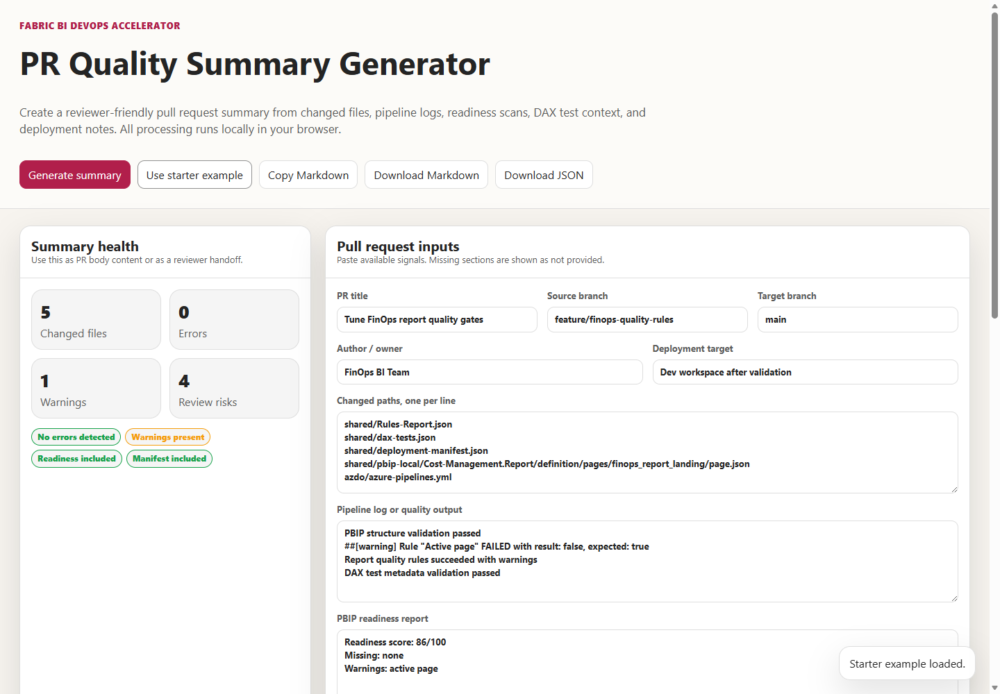 FABRIC BI DEVOPS ACCELERATOR
PR Quality Summary Generator
Create a reviewer-friendly pull request summary from changed files, pipeline logs, readiness scans, DAX test context, and
deployment notes. All processing runs locally in your browser.
Generate summary
Use starter example
Copy Markdown
Download Markdown
Download JSON
Summary health
Use this as PR body content or as a reviewer handoff.
5
Changed files
0
Errors
1
Warnings
4
Review risks
No errors detected
Warnings present
Readiness included
Manifest included
Pull request inputs
Paste available signals. Missing sections are shown as not provided.
PR title
Tune FinOps report quality gates
Source branch
feature/finops-quality-rules
Target branch
main
Author / owner
FinOps BI Team
Deployment target
Dev workspace after validation
Changed paths, one per line
shared/Rules-Report.json
shared/dax-tests.json
shared/deployment-manifest.json
shared/pbip-local/Cost-Management.Report/definition/pages/finops_report_landing/page.json
azdo/azure-pipelines.yml
Pipeline log or quality output
PBIP structure validation passed
##[warning] Rule "Active page" FAILED with result: false, expected: true
Report quality rules succeeded with warnings
DAX test metadata validation passed
PBIP readiness report
Readiness score: 86/100
Missing: none
Warnings: active page
Starter example loaded.